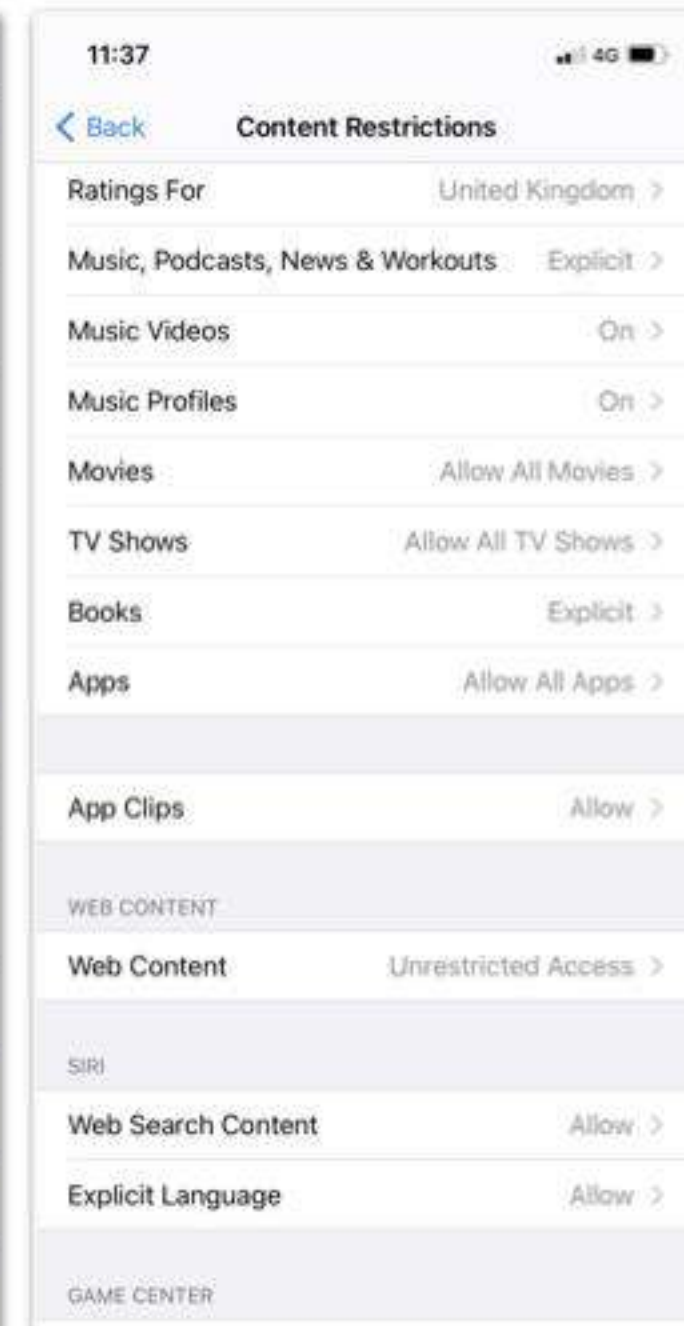 11:37 4G
Back Content Restrictions
Ratings For United Kingdom
Music, Podcasts, News & Workouts Explicit
Music Videos On
Music Profiles On
Movies Allow All Movies
TV Shows Allow All TV Shows
Books Explicit
Apps Allow All Apps
App Clips Allow
WEB CONTENT
Web Content Unrestricted Access
SIRI
Web Search Content Allow
Explicit Language Allow
GAME CENTER